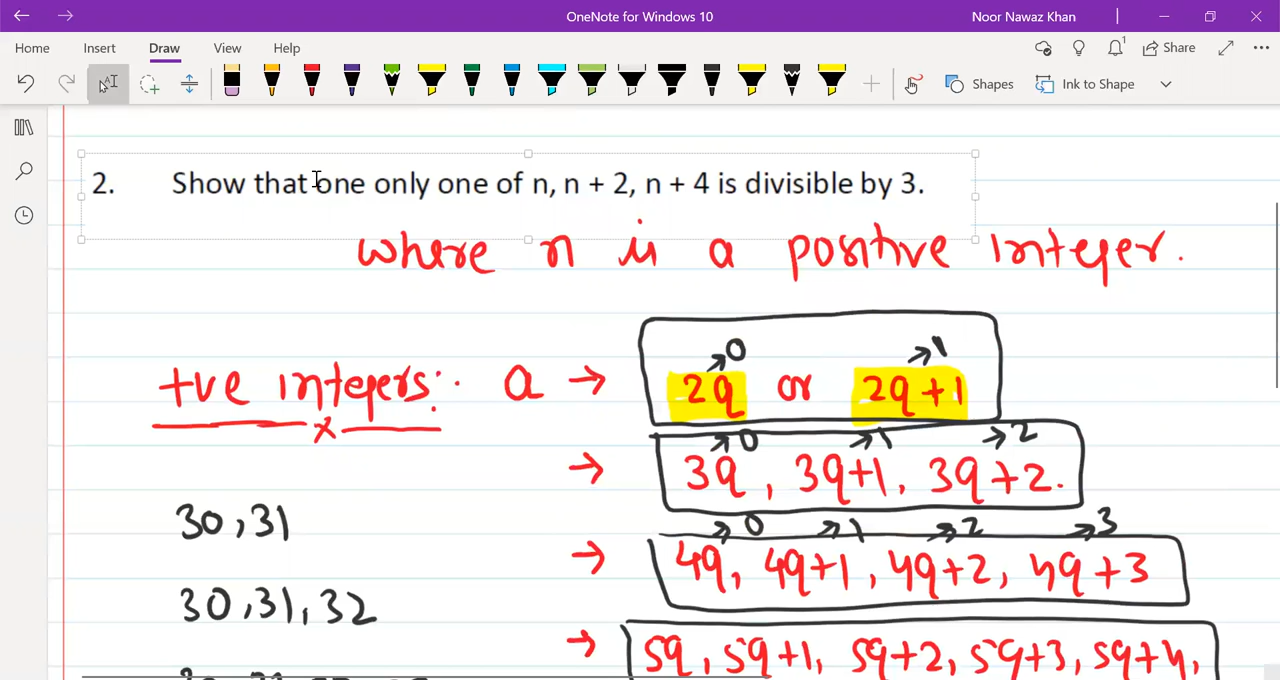 OneNote for Windows 10
Noor Nawaz Khan
Home Insert Draw View Help
1
Share
Shapes
Ink to Shape
2. Show that one only one of n, n + 2, n + 4 is divisible by 3.
where n is a positive integer.
→0 →1
+ve integers:. a → 2q or 2q+1
x
→0 →1 →2
→ 3q, 3q+1, 3q+2.
30,31
→0 →1 →2 →3
→ 4q, 4q+1, 4q+2, 4q+3
30,31,32
→ 5q, 5q+1, 5q+2, 5q+3, 5q+4,